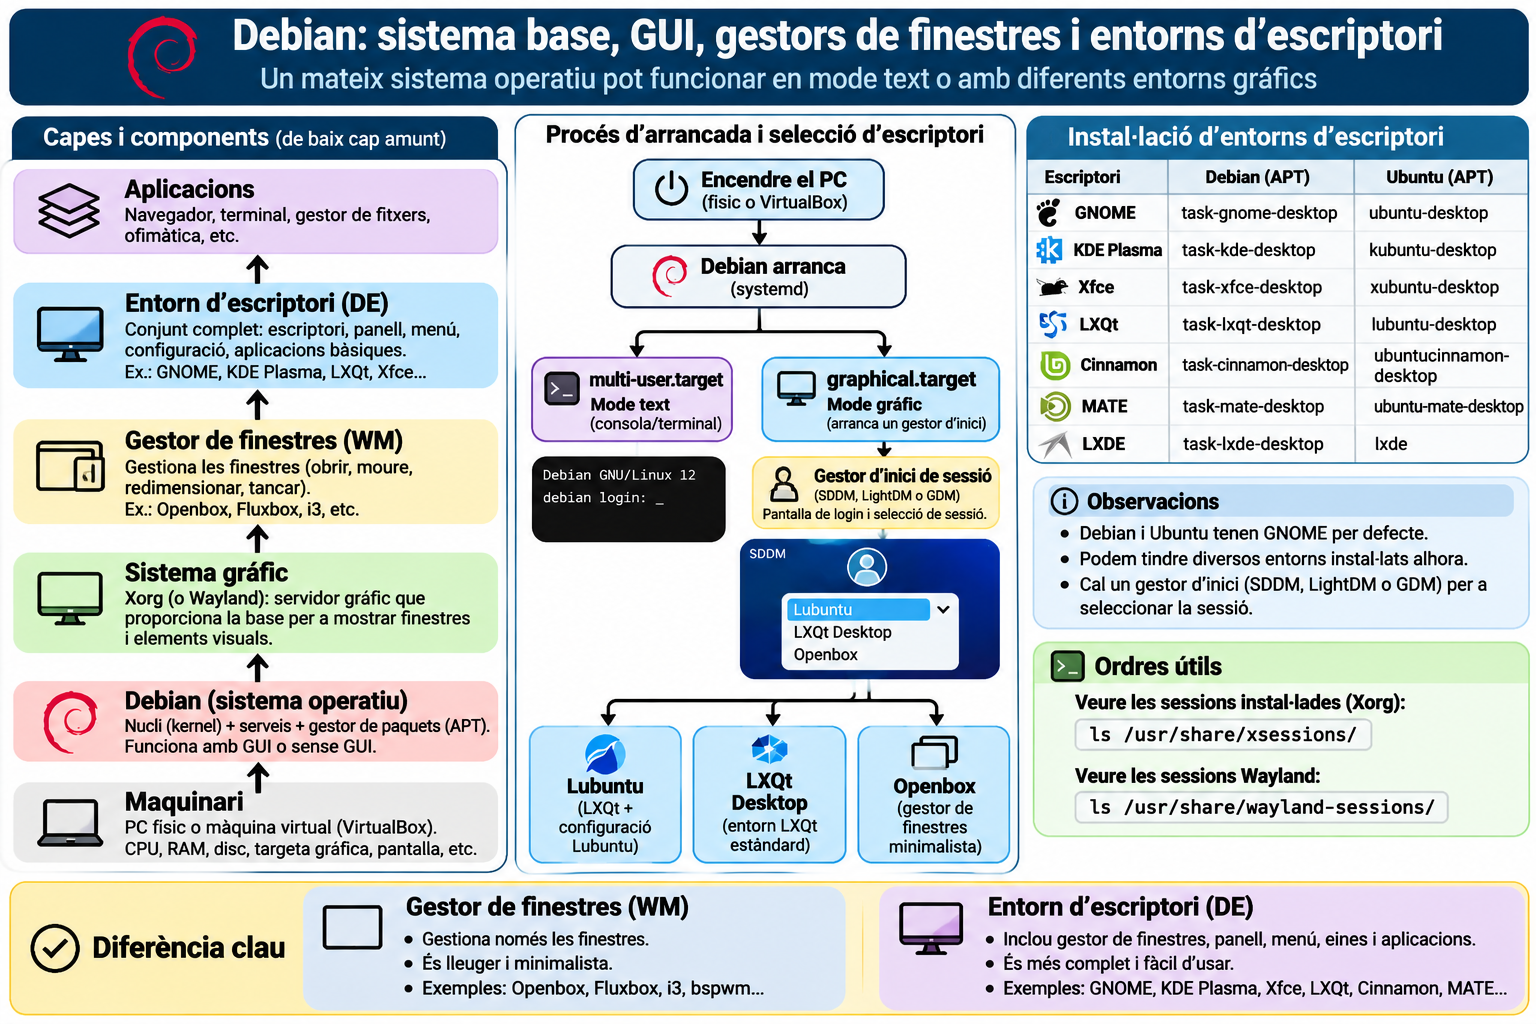 Debian: sistema base, GUI, gestors de finestres i entorns d’escriptori
Un mateix sistema operatiu pot funcionar en mode text o amb diferents entorns gráfics
Capes i components (de baix cap amunt)
Aplicacions
Navegador, terminal, gestor de fitxers,
ofimàtica, etc.
Entorn d’escriptori (DE)
Conjunt complet: escriptori, panell, menú,
configuració, aplicacions bàsiques.
Ex.: GNOME, KDE Plasma, LXQt, Xfce...
Gestor de finestres (WM)
Gestiona les finestres (obrir, moure,
redimensionar, tancar).
Ex.: Openbox, Fluxbox, i3, etc.
Sistema gráfic
Xorg (o Wayland): servidor gráfic que
proporciona la base per a mostrar finestres
i elements visuals.
Debian (sistema operatiu)
Nucli (kernel) + serveis + gestor de paquets (APT).
Funciona amb GUI o sense GUI.
Maquinari
PC fisic o màquina virtual (VirtualBox).
CPU, RAM, disc, targeta gráfica, pantalla, etc.
Procés d’arrancada i selecció d’escriptori
Encendre el PC
(fisic o VirtualBox)
Debian arranca
(systemd)
multi-user.target
Mode text
(consola/terminal)
Debian GNU/Linux 12
debian login: _
graphical.target
Mode gráfic
(arranca un gestor d’inici)
Gestor d’inici de sessió
(SDDM, LightDM o GDM)
Pantalla de login i selecció de sessió.
SDDM
Lubuntu
LXQt Desktop
Openbox
Lubuntu
(LXQt +
configuració
Lubuntu)
LXQt
Desktop
(entorn LXQt
estàndard)
Openbox
(gestor de
finestres
minimalista)
Instal·lació d’entorns d’escriptori
Escriptori Debian (APT) Ubuntu (APT)
GNOME task-gnome-desktop ubuntu-desktop
KDE Plasma task-kde-desktop kubuntu-desktop
Xfce task-xfce-desktop xubuntu-desktop
LXQt task-lxqt-desktop lubuntu-desktop
Cinnamon task-cinnamon-desktop ubuntucinnamon-
desktop
MATE task-mate-desktop ubuntu-mate-desktop
LXDE task-lxde-desktop lxde
Observacions
• Debian i Ubuntu tenen GNOME per defecte.
• Podem tindre diversos entorns instal·lats alhora.
• Cal un gestor d’inici (SDDM, LightDM o GDM) per a
seleccionar la sessió.
Ordres útils
Veure les sessions instal·lades (Xorg):
ls /usr/share/xsessions/
Veure les sessions Wayland:
ls /usr/share/wayland-sessions/
Diferència clau
Gestor de finestres (WM)
• Gestiona només les finestres.
• És lleuger i minimalista.
• Exemples: Openbox, Fluxbox, i3, bspwm...
Entorn d’escriptori (DE)
• Inclou gestor de finestres, panell, menú, eines i aplicacions.
• És més complet i fàcil d’usar.
• Exemples: GNOME, KDE Plasma, Xfce, LXQt, Cinnamon, MATE...